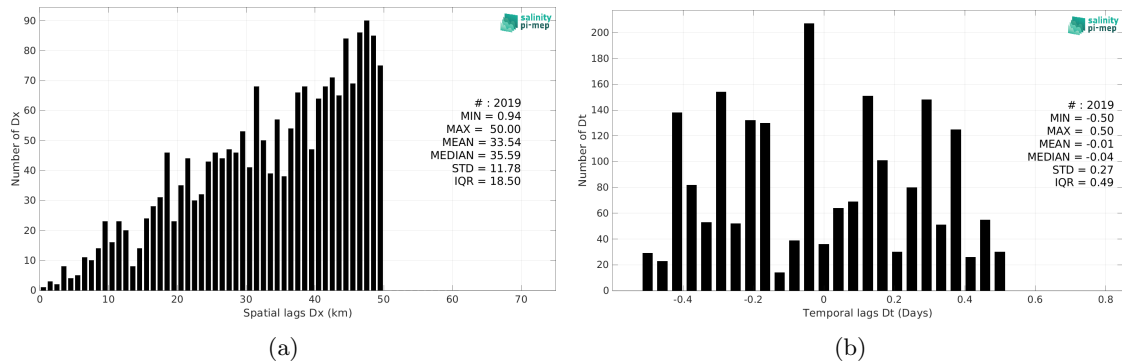 salinity
pi-mep
90
80
70
60
50
40
30
20
10
0
Number of Dx
# : 2019
MIN = 0.94
MAX = 50.00
MEAN = 33.54
MEDIAN = 35.59
STD = 11.78
IQR = 18.50
0 10 20 30 40 50 60 70
Spatial lags Dx (km)
(a)
salinity
pi-mep
200
180
160
140
120
100
80
60
40
20
0
Number of Dt
# : 2019
MIN = -0.50
MAX = 0.50
MEAN = -0.01
MEDIAN = -0.04
STD = 0.27
IQR = 0.49
-0.4 -0.2 0 0.2 0.4 0.6 0.8
Temporal lags Dt (Days)
(b)